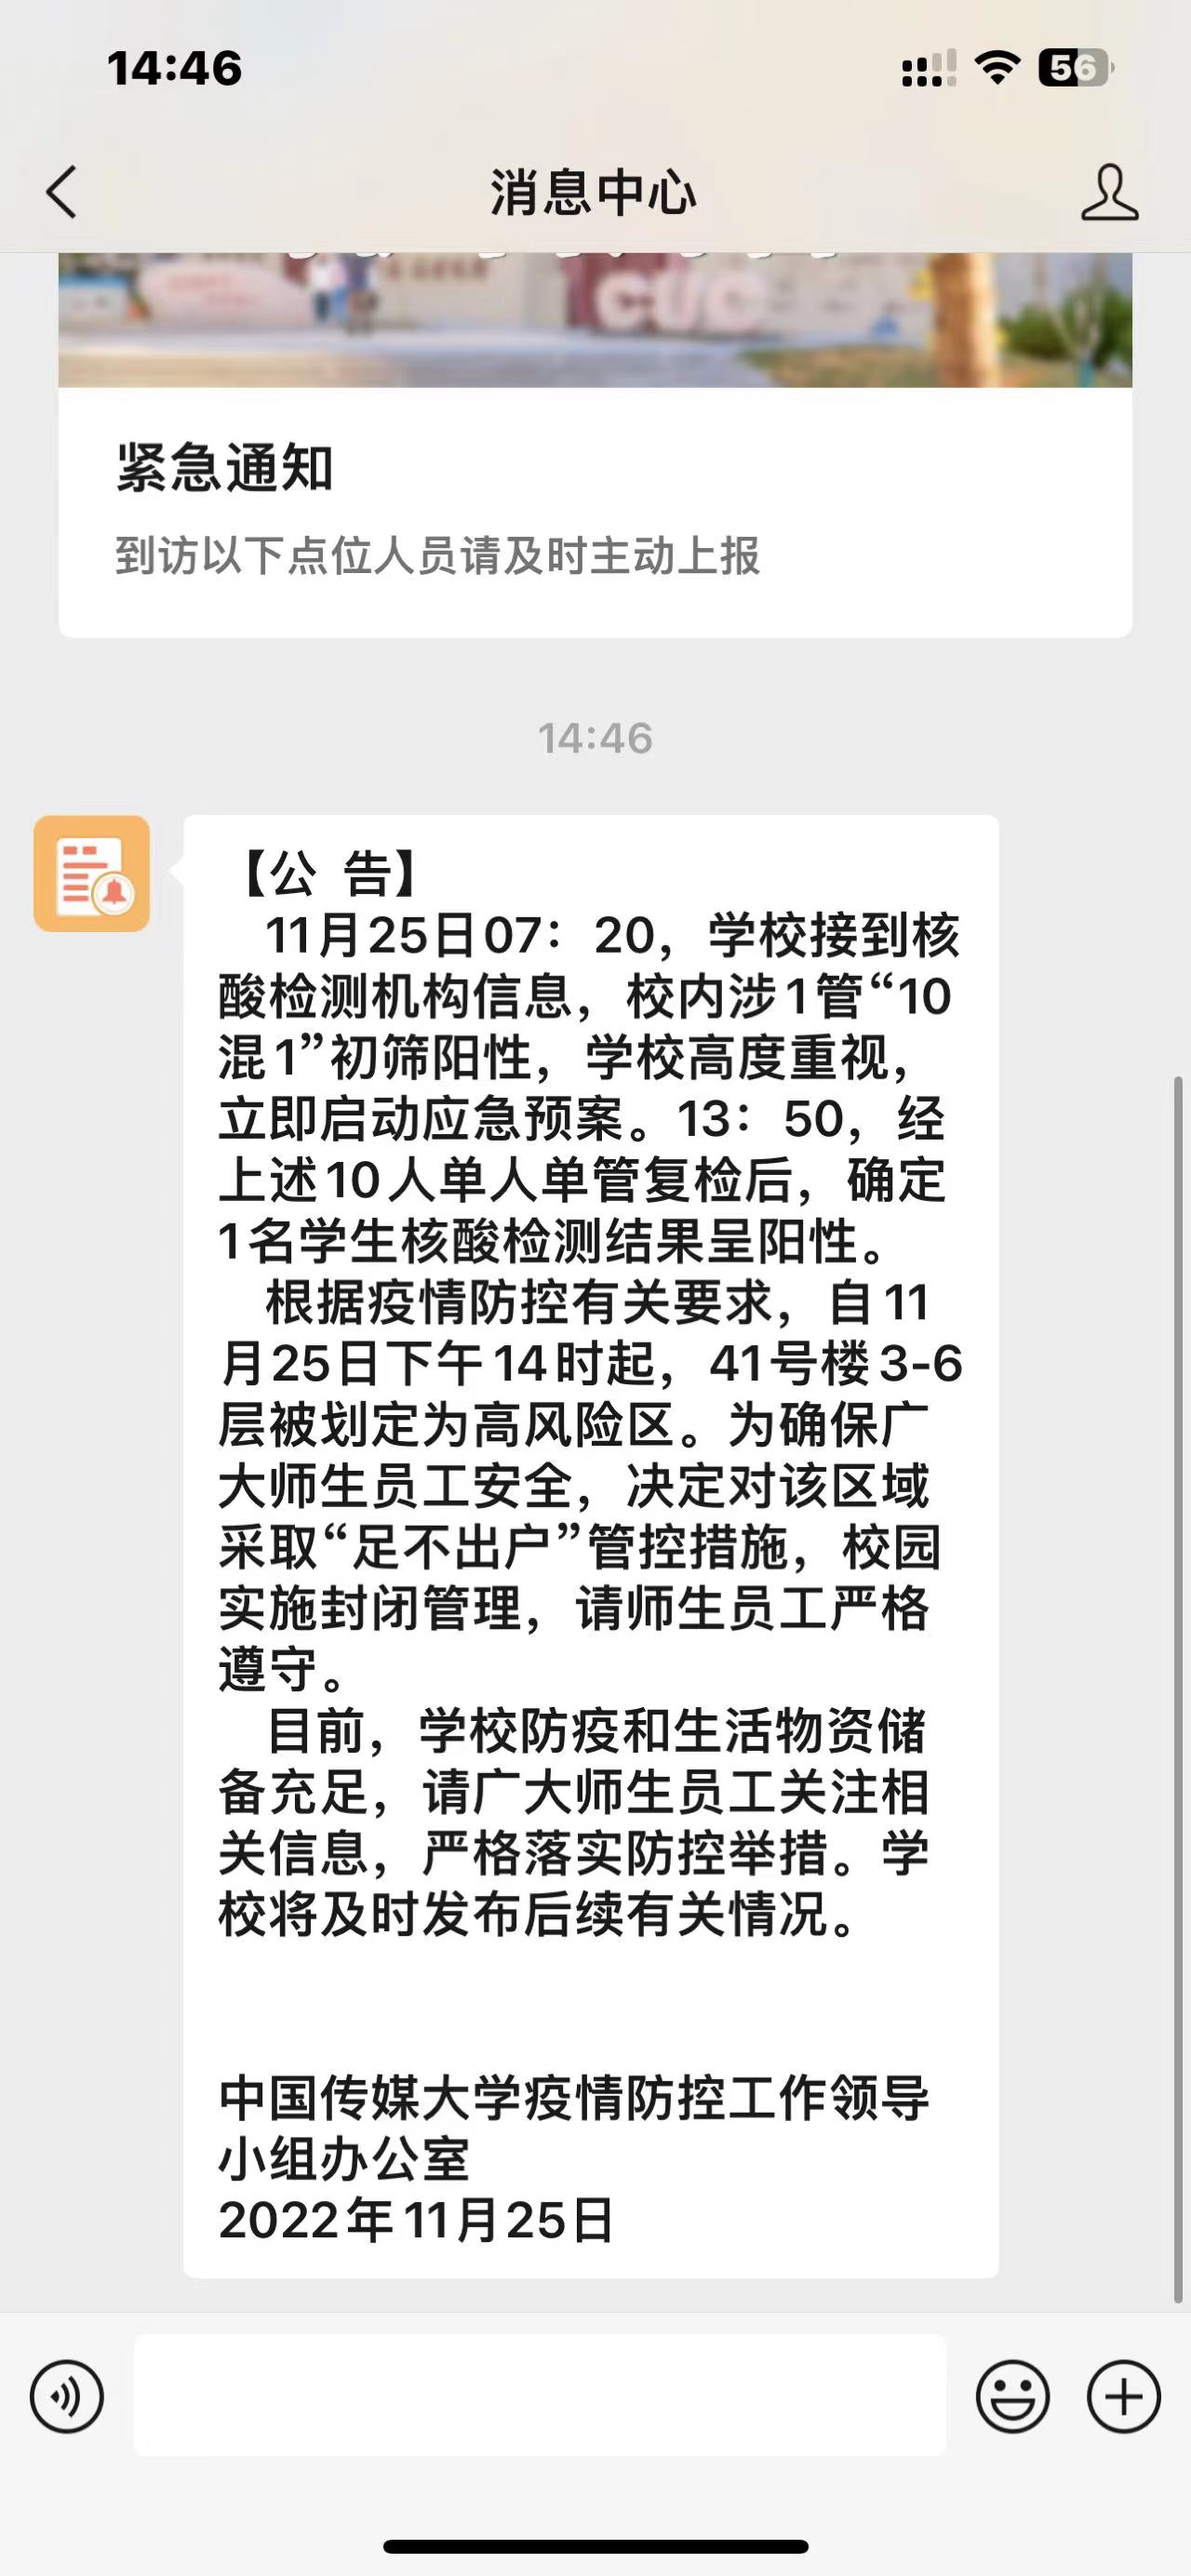 14:46
56
消息中心
CUC
紧急通知
到访以下点位人员请及时主动上报
14:46
【公 告】
11月25日07：20，学校接到核
酸检测机构信息，校内涉1管“10
混1”初筛阳性，学校高度重视，
立即启动应急预案。13：50，经
上述10人单人单管复检后，确定
1名学生核酸检测结果呈阳性。
根据疫情防控有关要求，自11
月25日下午14时起，41号楼3-6
层被划定为高风险区。为确保广
大师生员工安全，决定对该区域
采取“足不出户”管控措施，校园
实施封闭管理，请师生员工严格
遵守。
目前，学校防疫和生活物资储
备充足，请广大师生员工关注相
关信息，严格落实防控举措。学
校将及时发布后续有关情况。
中国传媒大学疫情防控工作领导
小组办公室
2022年11月25日